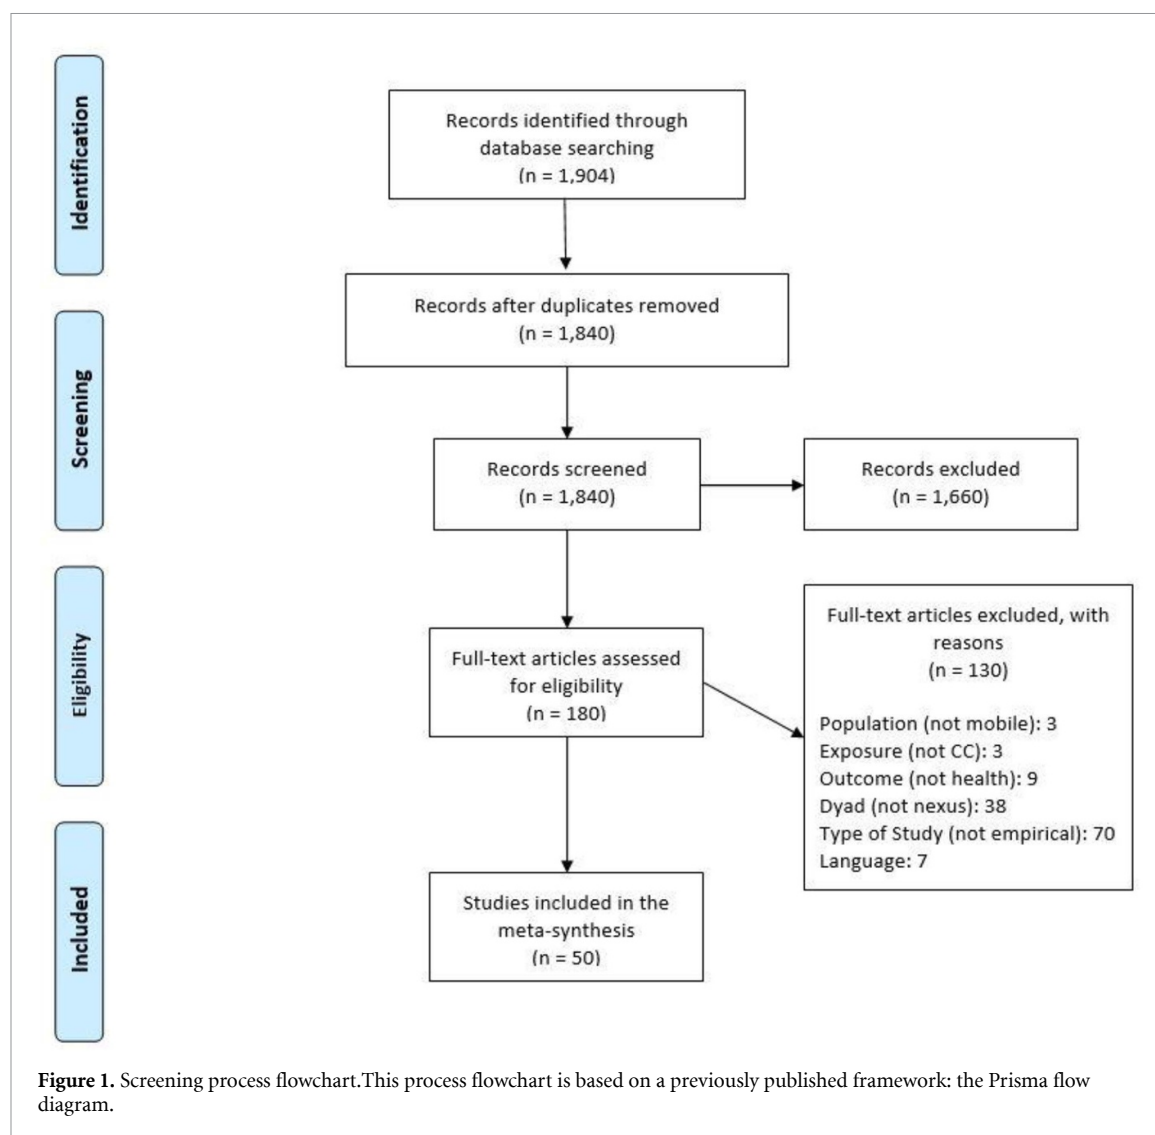 Identification
Records identified through
database searching
(n = 1,904)
Records after duplicates removed
(n = 1,840)
Screening
Records screened
(n = 1,840)
Records excluded
(n = 1,660)
Eligibility
Full-text articles assessed
for eligibility
(n = 180)
Full-text articles excluded, with
reasons
(n = 130)
Population (not mobile): 3
Exposure (not CC): 3
Outcome (not health): 9
Dyad (not nexus): 38
Type of Study (not empirical): 70
Language: 7
Included
Studies included in the
meta-synthesis
(n = 50)
Figure 1. Screening process flowchart.This process flowchart is based on a previously published framework: the Prisma flow
diagram.